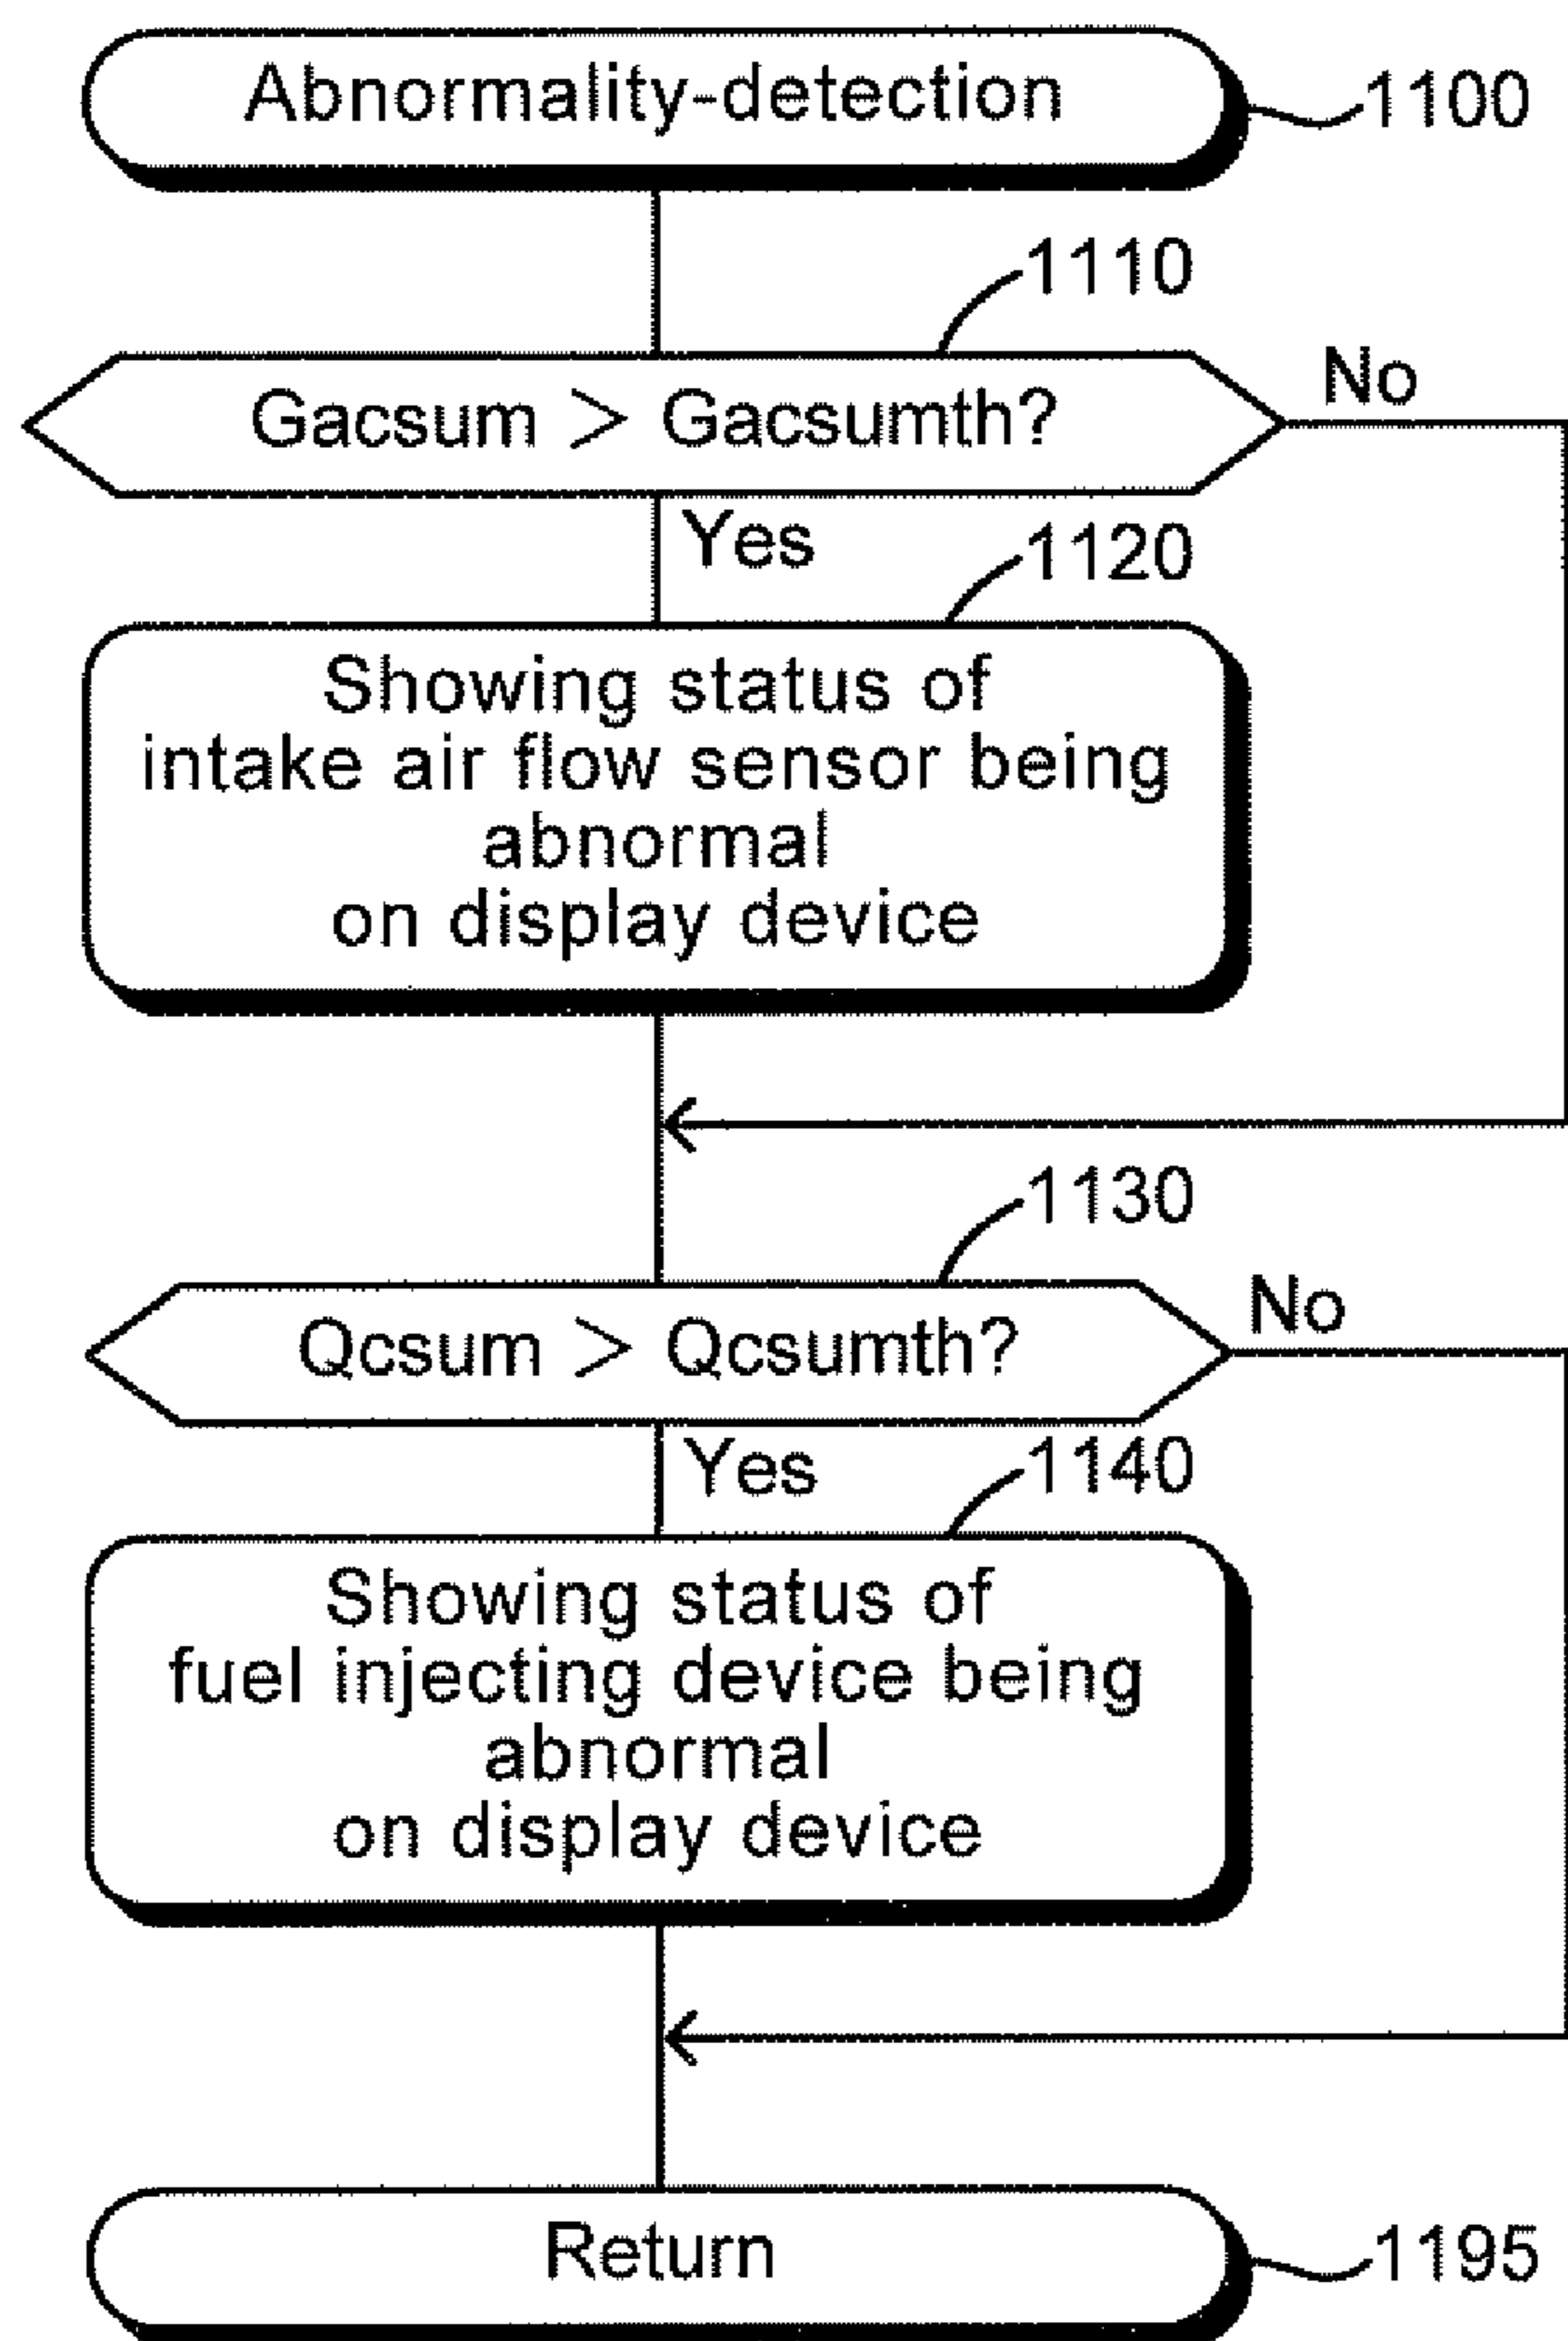 Abnormality-detection
1100
1110
Gacsum > Gacsumth?
No
Yes
1120
Showing status of
intake air flow sensor being
abnormal
on display device
1130
Qcsum > Qcsumth?
No
Yes
1140
Showing status of
fuel injecting device being
abnormal
on display device
Return
1195